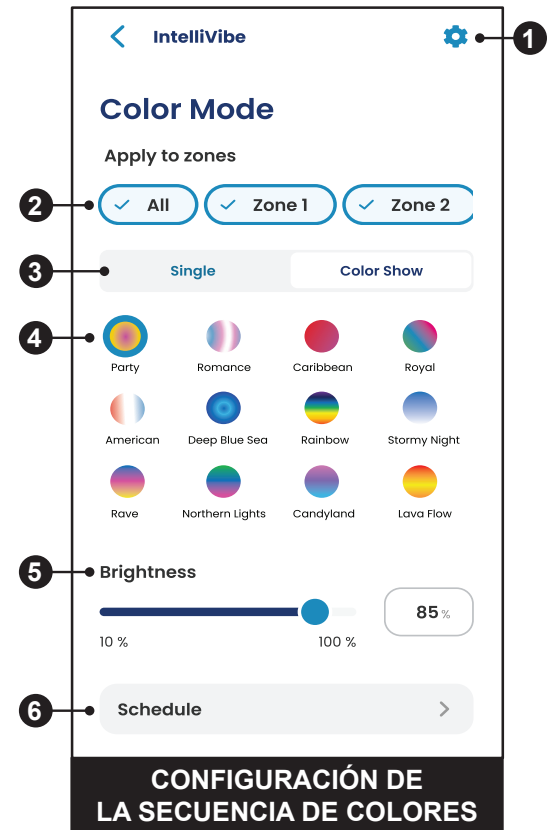 IntelliVibe
1
Color Mode
Apply to zones
2
All Zone 1 Zone 2
3
Single Color Show
4
Party Romance Caribbean Royal
American Deep Blue Sea Rainbow Stormy Night
Rave Northern Lights Candyland Lava Flow
5
Brightness
85 %
10 % 100 %
6
Schedule
CONFIGURACIÓN DE
LA SECUENCIA DE COLORES